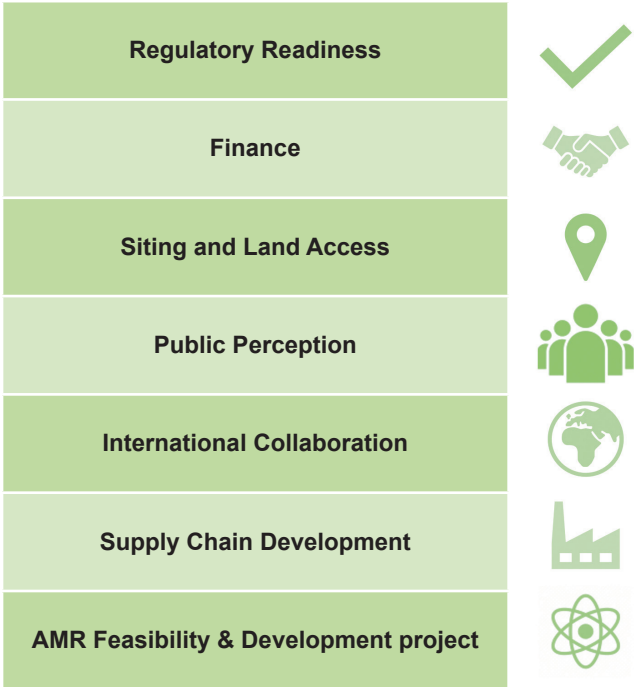 Regulatory Readiness
Finance
Siting and Land Access
Public Perception
International Collaboration
Supply Chain Development
AMR Feasibility & Development project